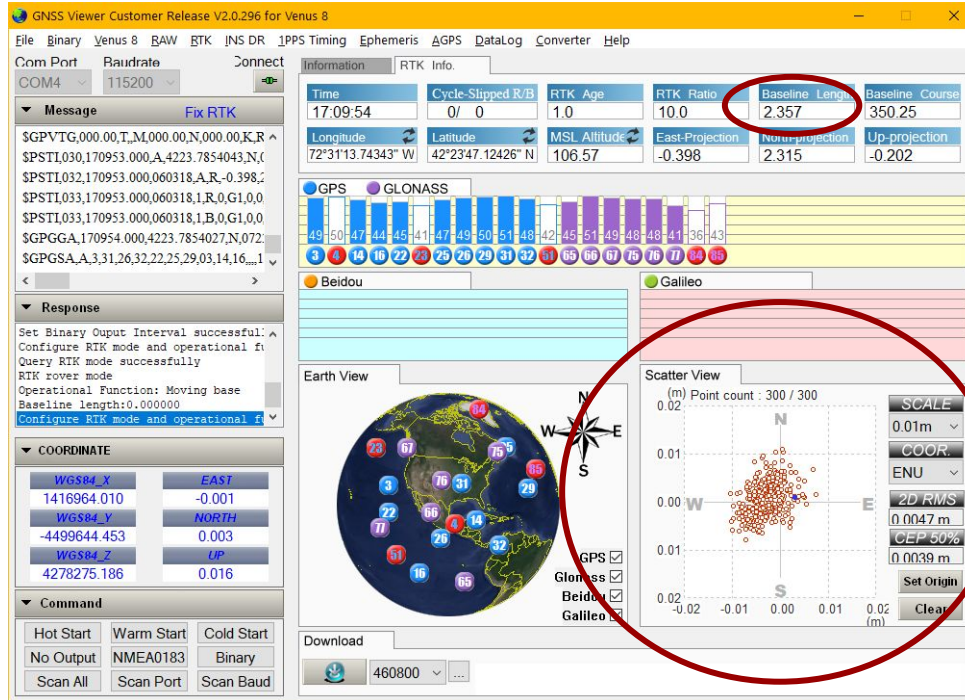 GNSS Viewer Customer Release V2.0.296 for Venus 8
File Binary Venus 8 RAW RTK INS DR 1PPS Timing Ephemeris AGPS DataLog Converter Help
Com Port Baudrate Connect
COM4 115200
Message Fix RTK
$GPVTG,000.00,T,,M,000.00,N,000.00,K,R
$PSTI,030,170953.000,A,4223.7854043,N,0
$PSTI,032,170953.000,060318,A,R,-0.398,2
$PSTI,033,170953.000,060318,1,R,0,G1,0,0,
$PSTI,033,170953.000,060318,1,B,0,G1,0,0,
$GPGGA,170954.000,4223.7854027,N,072
$GPGSA,A,3,31,26,32,22,25,29,03,14,16,,,,1
Response
Set Binary Ouput Interval successful
Configure RTK mode and operational fu
Query RTK mode successfully
RTK rover mode
Operational Function: Moving base
Baseline length:0.000000
Configure RTK mode and operational fu
COORDINATE
WGS84_X EAST
1416964.010 -0.001
WGS84_Y NORTH
-4499644.453 0.003
WGS84_Z UP
4278275.186 0.016
Command
Hot Start Warm Start Cold Start
No Output NMEA0183 Binary
Scan All Scan Port Scan Baud
Information RTK Info.
Time Cycle-Slipped R/B RTK Age RTK Ratio Baseline Length Baseline Course
17:09:54 0/ 0 1.0 10.0 2.357 350.25
Longitude Latitude MSL Altitude East-Projection North-projection Up-projection
72°31'13.74343" W 42°23'47.12426" N 106.57 -0.398 2.315 -0.202
GPS GLONASS
49 50 47 44 45 41 47 49 50 51 48 42 45 51 49 48 48 41 36 43
3 4 14 16 22 23 25 26 29 31 32 51 65 66 67 75 76 77 84 85
Beidou Galileo
Earth View
N
W E
S
84
23 67 75
85
3 76 31 29
22 66 14
77 4
26 32
51
16 65
GPS
Glonass
Beidou
Galileo
Scatter View
(m) Point count : 300 / 300
0.02
0.01
0.00
0.01
0.02
N
W E
S
-0.02 -0.01 0.00 0.01 0.02
(m)
SCALE
0.01m
COOR.
ENU
2D RMS
0.0047 m
CEP 50%
0.0039 m
Set Origin
Clear
Download
460800 ...